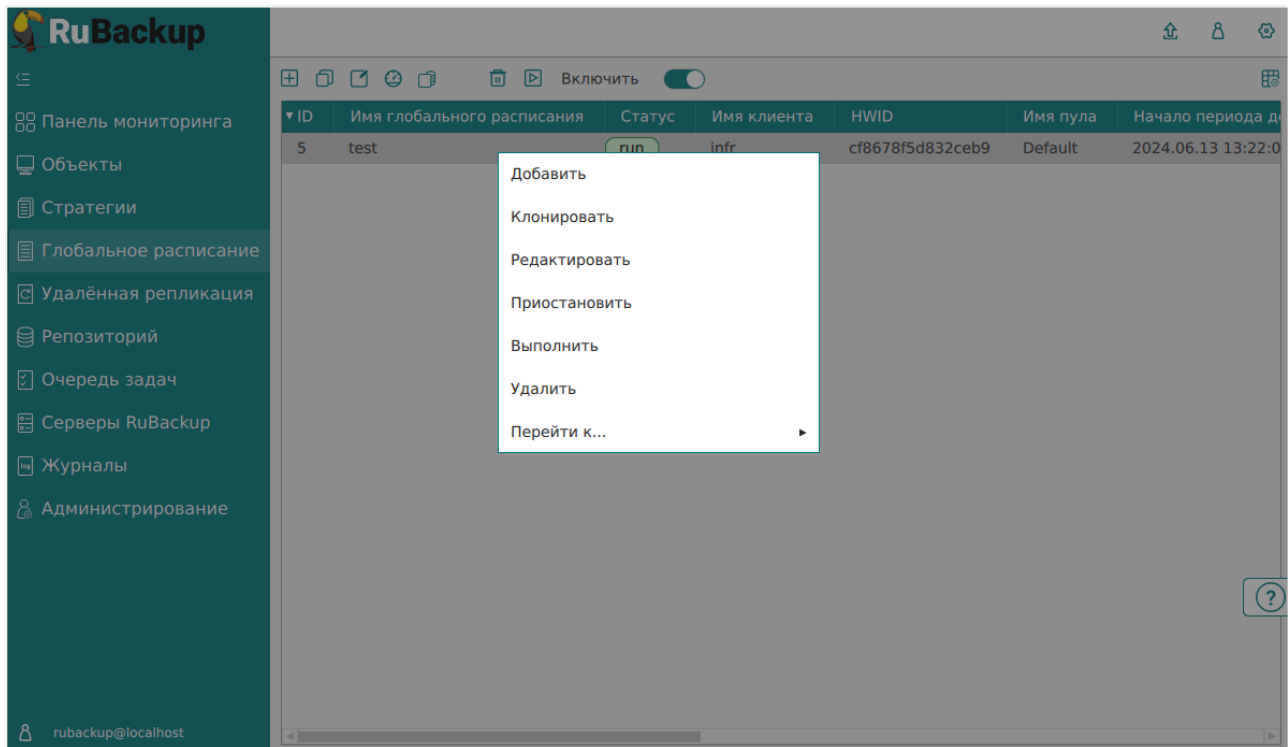 RuBackup
Включить
Панель мониторинга
Объекты
Стратегии
Глобальное расписание
Удалённая репликация
Репозиторий
Очередь задач
Серверы RuBackup
Журналы
Администрирование
rubackup@localhost
ID Имя глобального расписания Статус Имя клиента HWID Имя пула Начало периода д
5 test run infr cf8678f5d832ceb9 Default 2024.06.13 13:22:0
Добавить
Клонировать
Редактировать
Приостановить
Выполнить
Удалить
Перейти к...
?